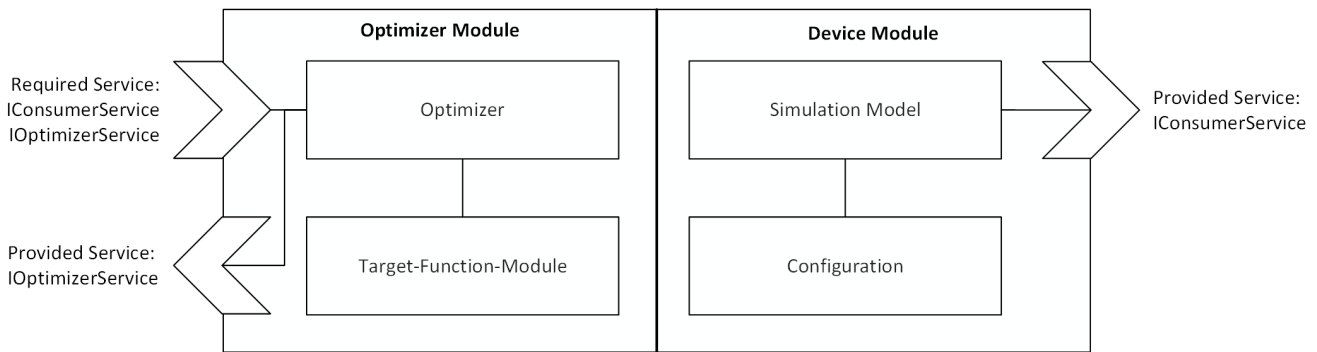 Optimizer Module
Device Module
Required Service:
IConsumerService
IOptimizerService
Optimizer
Simulation Model
Provided Service:
IConsumerService
Provided Service:
IOptimizerService
Target-Function-Module
Configuration